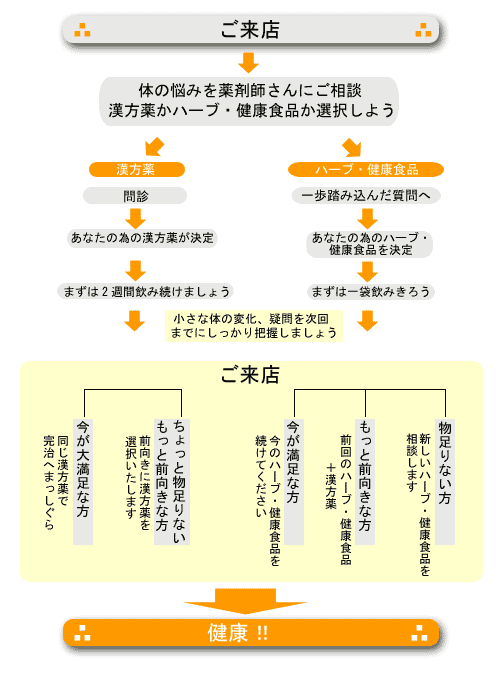 ご来店
体の悩みを薬剤師さんにご相談
漢方薬かハーブ・健康食品か選択しよう
漢方薬
ハーブ・健康食品
問診
一歩踏み込んだ質問へ
あなたの為の漢方薬が決定
あなたの為のハーブ・
健康食品を決定
まずは２週間飲み続けましょう
まずは一袋飲みきろう
小さな体の変化、疑問を次回
までにしっかり把握しましょう
ご来店
物足りない方
新しいハーブ・健康食品を
相談します
もっと前向きな方
前回のハーブ・健康食品
＋漢方薬
今が満足な方
今のハーブ・健康食品を
続けてください
ちょっと物足りない
もっと前向きな方
前向きに漢方薬を
選択いたします
今が大満足な方
同じ漢方薬で
完治へまっしぐら
健康 !!